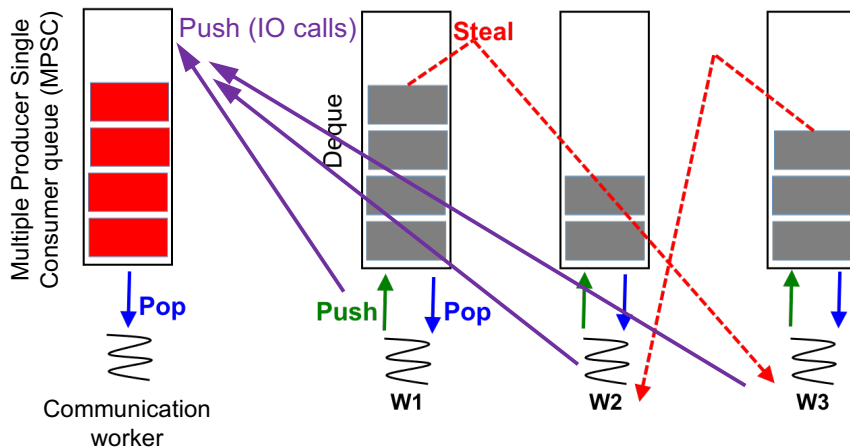 Multiple Producer Single
Consumer queue (MPSC)
Push (IO calls)
Steal
Deque
Pop
Push
Pop
Communication
worker
W1
W2
W3